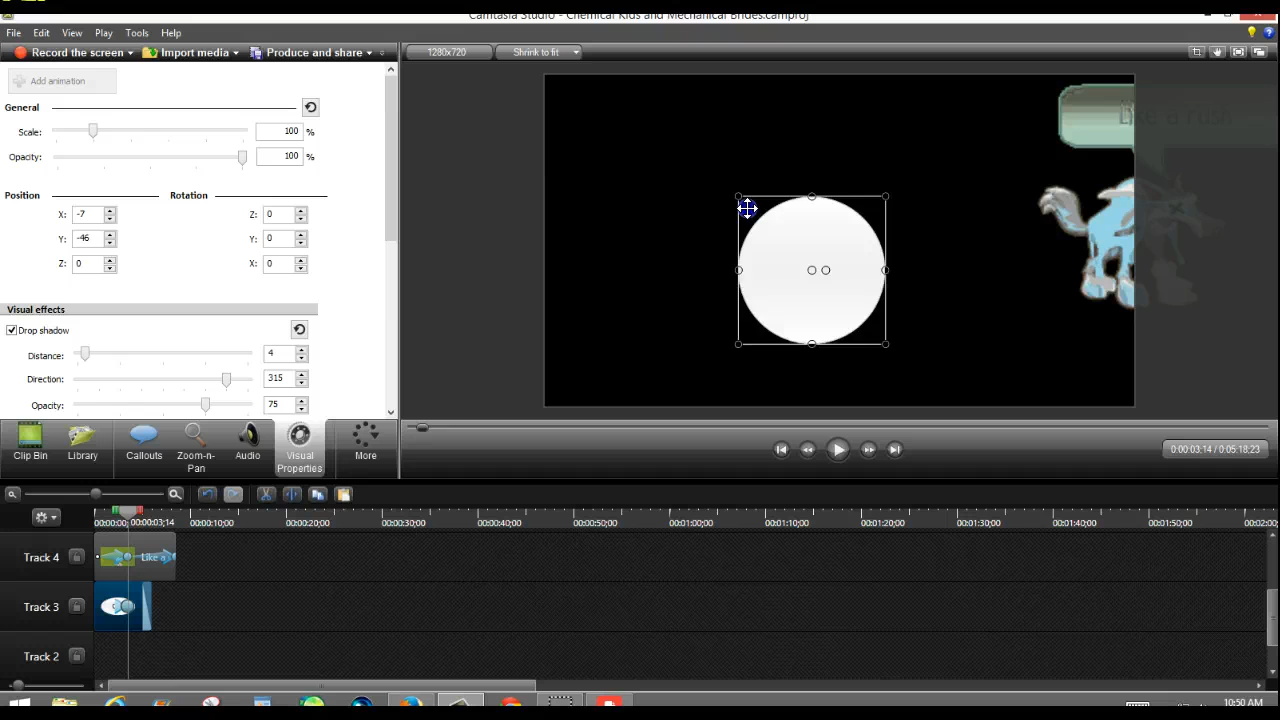 Camtasia Studio - Chemical Kids and Mechanical Brides.camproj
File Edit View Play Tools Help
Record the screen Import media Produce and share 1280x720 Shrink to fit
Add animation
General
Scale: 100 %
Opacity: 100 %
Position Rotation
X: -7 Z: 0
Y: -46 Y: 0
Z: 0 X: 0
Visual effects
Drop shadow
Distance: 4
Direction: 315
Opacity: 75
Like a rush
Clip Bin Library Callouts Zoom-n-Pan Audio Visual Properties More
0:00:03;14 / 0:05:18;23
00:00:00; 00:00:03;14 00:00:10;00 00:00:20;00 00:00:30;00 00:00:40;00 00:00:50;00 00:01:00;00 00:01:10;00 00:01:20;00 00:01:30;00 00:01:40;00 00:01:50;00 00:02:00
Track 4 Like a
Track 3
Track 2
10:50 AM